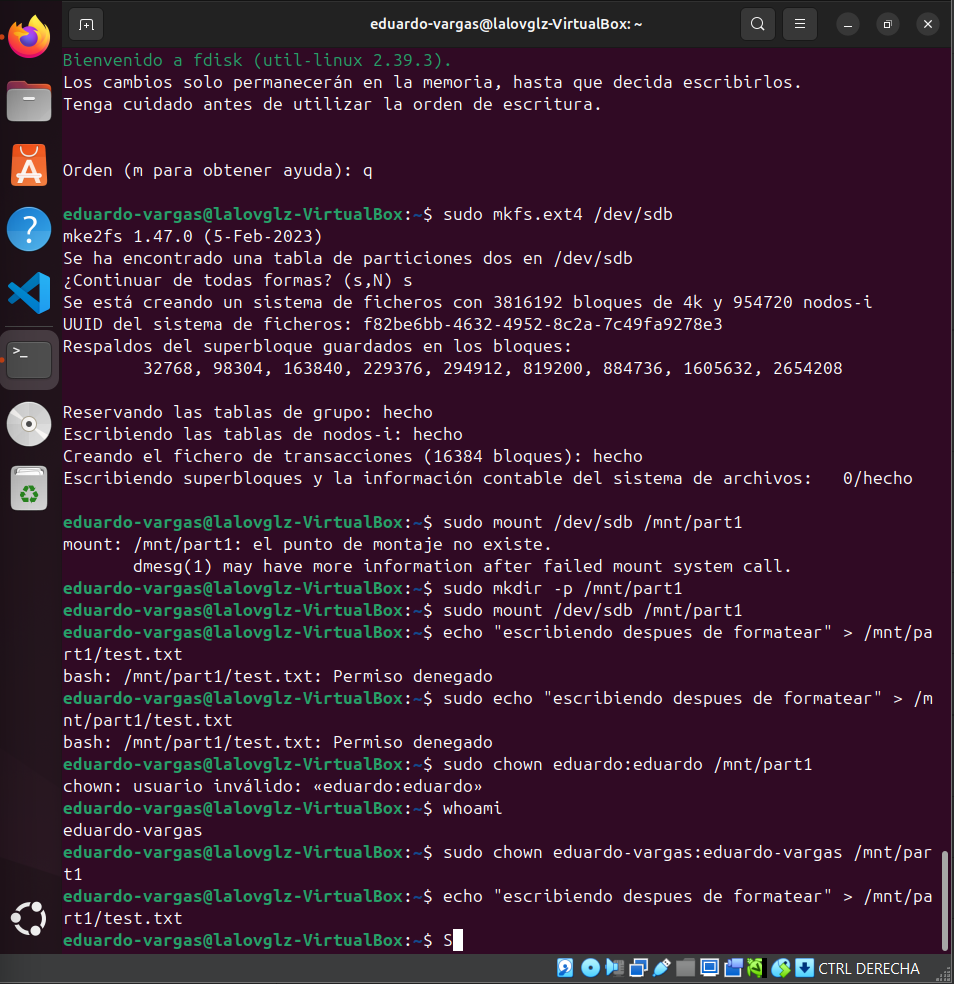 eduardo-vargas@lalovglz-VirtualBox: ~
Bienvenido a fdisk (util-linux 2.39.3).
Los cambios solo permanecerán en la memoria, hasta que decida escribirlos.
Tenga cuidado antes de utilizar la orden de escritura.
Orden (m para obtener ayuda): q
eduardo-vargas@lalovglz-VirtualBox:~$ sudo mkfs.ext4 /dev/sdb
mke2fs 1.47.0 (5-Feb-2023)
Se ha encontrado una tabla de particiones dos en /dev/sdb
¿Continuar de todas formas? (s,N) s
Se está creando un sistema de ficheros con 3816192 bloques de 4k y 954720 nodos-i
UUID del sistema de ficheros: f82be6bb-4632-4952-8c2a-7c49fa9278e3
Respaldos del superbloque guardados en los bloques:
32768, 98304, 163840, 229376, 294912, 819200, 884736, 1605632, 2654208
Reservando las tablas de grupo: hecho
Escribiendo las tablas de nodos-i: hecho
Creando el fichero de transacciones (16384 bloques): hecho
Escribiendo superbloques y la información contable del sistema de archivos:   0/hecho
eduardo-vargas@lalovglz-VirtualBox:~$ sudo mount /dev/sdb /mnt/part1
mount: /mnt/part1: el punto de montaje no existe.
dmesg(1) may have more information after failed mount system call.
eduardo-vargas@lalovglz-VirtualBox:~$ sudo mkdir -p /mnt/part1
eduardo-vargas@lalovglz-VirtualBox:~$ sudo mount /dev/sdb /mnt/part1
eduardo-vargas@lalovglz-VirtualBox:~$ echo "escribiendo despues de formatear" > /mnt/pa
rt1/test.txt
bash: /mnt/part1/test.txt: Permiso denegado
eduardo-vargas@lalovglz-VirtualBox:~$ sudo echo "escribiendo despues de formatear" > /m
nt/part1/test.txt
bash: /mnt/part1/test.txt: Permiso denegado
eduardo-vargas@lalovglz-VirtualBox:~$ sudo chown eduardo:eduardo /mnt/part1
chown: usuario inválido: «eduardo:eduardo»
eduardo-vargas@lalovglz-VirtualBox:~$ whoami
eduardo-vargas
eduardo-vargas@lalovglz-VirtualBox:~$ sudo chown eduardo-vargas:eduardo-vargas /mnt/par
t1
eduardo-vargas@lalovglz-VirtualBox:~$ echo "escribiendo despues de formatear" > /mnt/pa
rt1/test.txt
eduardo-vargas@lalovglz-VirtualBox:~$ S
CTRL DERECHA